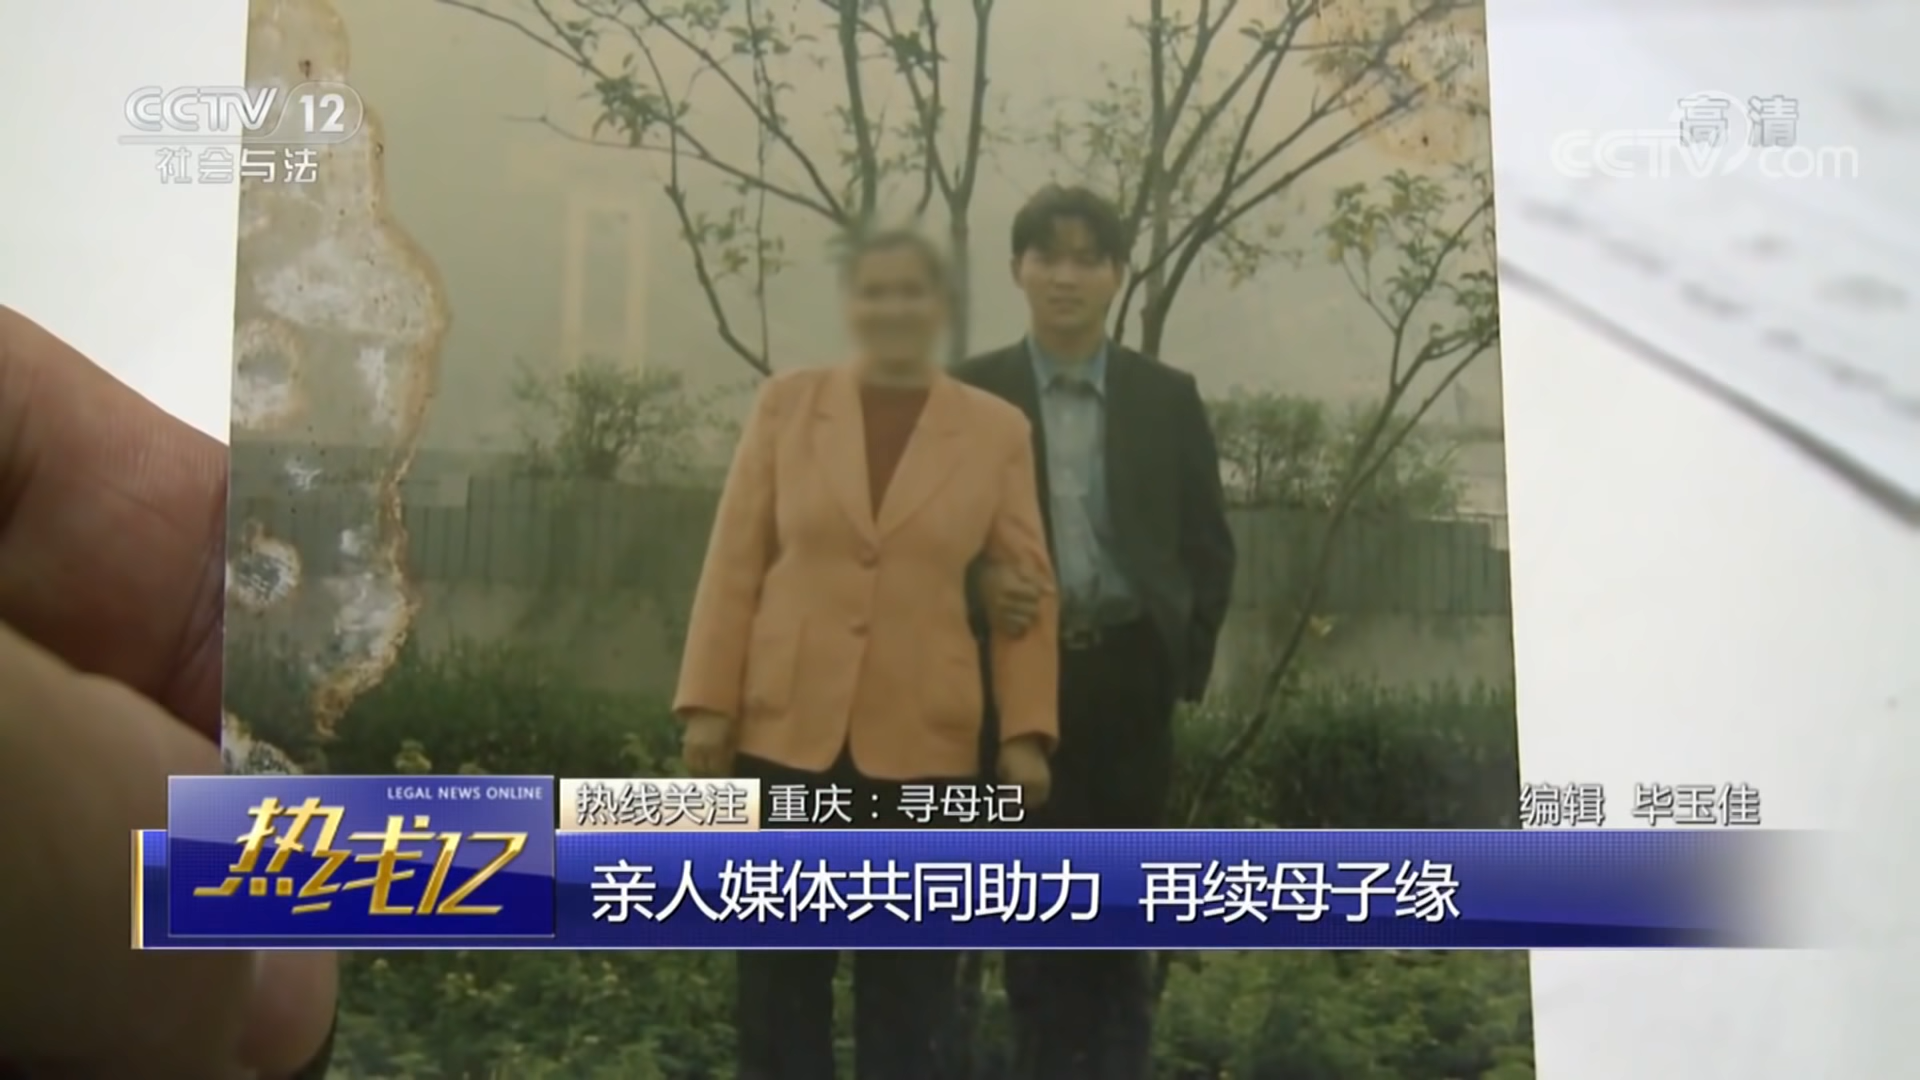 CCTV 12
社会与法
高清
CCTV.com
LEGAL NEWS ONLINE
热线12
热线关注 重庆：寻母记
编辑 毕玉佳
亲人媒体共同助力 再续母子缘